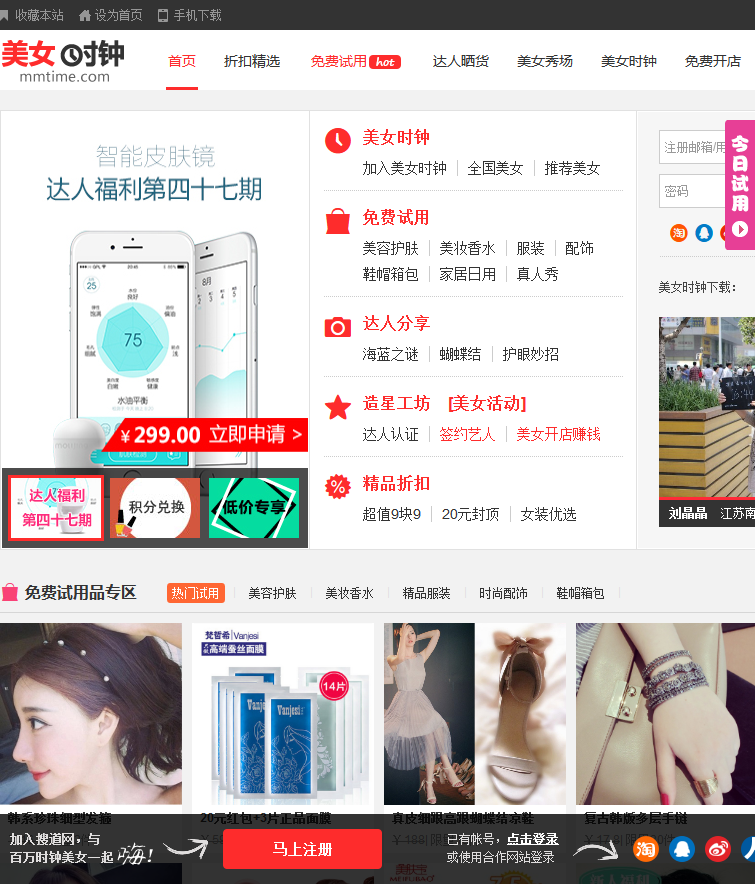 收藏本站 设为首页 手机下载
美女时钟
mmtime.com
首页 折扣精选 免费试用 hot 达人晒货 美女秀场 美女时钟 免费开店
智能皮肤镜
达人福利第四十七期
25
75
8月
水油平衡
¥299.00 立即申请 >
达人福利
第四十七期
积分兑换
低价专享
美女时钟
加入美女时钟 全国美女 推荐美女
免费试用
美容护肤 美妆香水 服装 配饰
鞋帽箱包 家居日用 真人秀
达人分享
海蓝之谜 蝴蝶结 护眼妙招
造星工坊 [美女活动]
达人认证 签约艺人 美女开店赚钱
精品折扣
超值9块9 20元封顶 女装优选
注册邮箱/用
密码
淘
今日试用
美女时钟下载:
刘晶晶 江苏南
免费试用品专区 热门试用 美容护肤 美妆香水 精品服装 时尚配饰 鞋帽箱包
梵哲希 Vanjesi
高端蚕丝面膜
14片
Vanjesi
韩系珍珠细型发箍
20元红包+3片正品面膜
真皮细跟高跟蝴蝶结凉鞋
复古韩版多层手链
加入搜道网，与
百万时钟美女一起 嗨!
马上注册
已有帐号，点击登录
或使用合作网站登录
淘